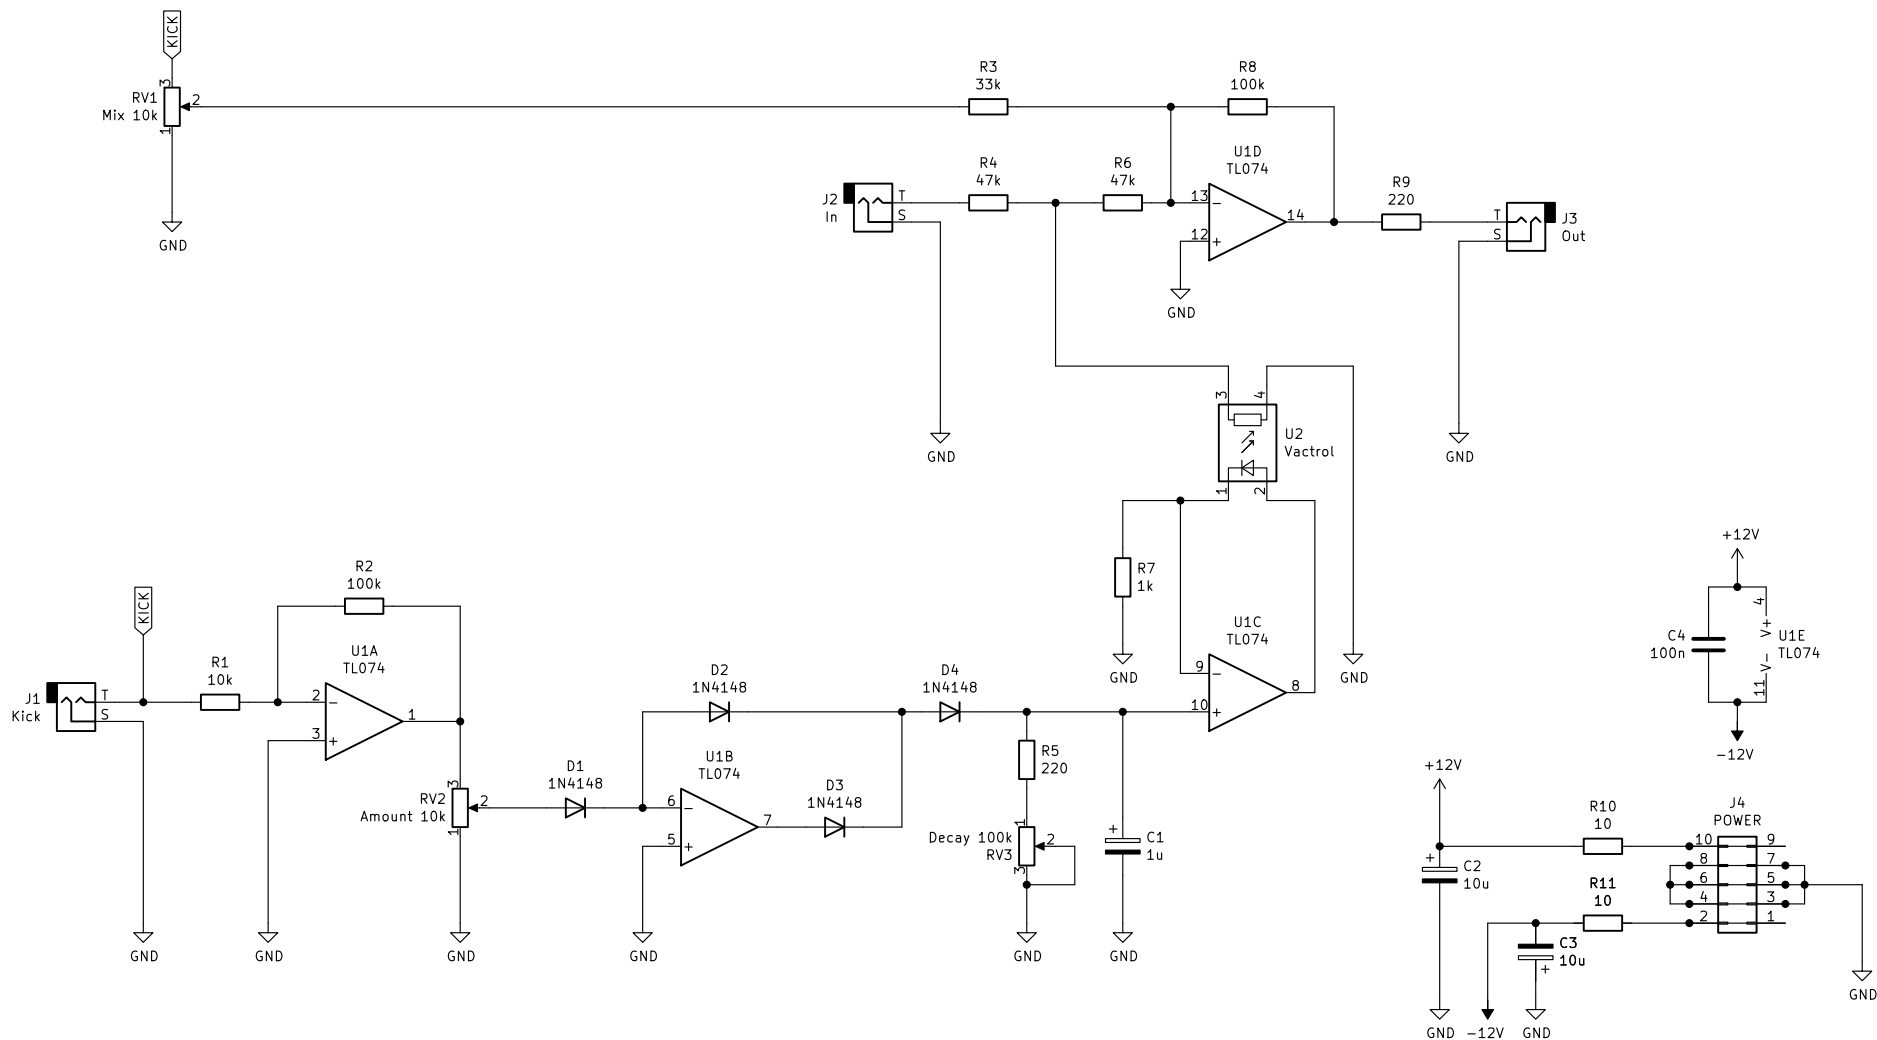 KICK
3
RV1
Mix 10k
2
1
GND
R3
33k
R8
100k
U1D
TL074
J2
In
T
S
R4
47k
R6
47k
13
−
12
+
14
R9
220
T
S
J3
Out
GND
GND
GND
3
4
U2
Vactrol
1
2
R7
1k
GND
GND
U1C
TL074
9
−
10
+
8
KICK
R2
100k
J1
Kick
T
S
R1
10k
U1A
TL074
2
−
3
+
1
RV2
Amount 10k
3
2
1
D1
1N4148
D2
1N4148
U1B
TL074
6
−
5
+
7
D3
1N4148
D4
1N4148
R5
220
Decay 100k
RV3
1
2
3
+
C1
1u
GND
GND
GND
GND
GND
GND
+12V
C4
100n
4
V+
V−
11
U1E
TL074
−12V
+12V
+
C2
10u
R10
10
R11
10
C3
10u
+
J4
POWER
10
9
8
7
6
5
4
3
2
1
GND
−12V
GND
GND